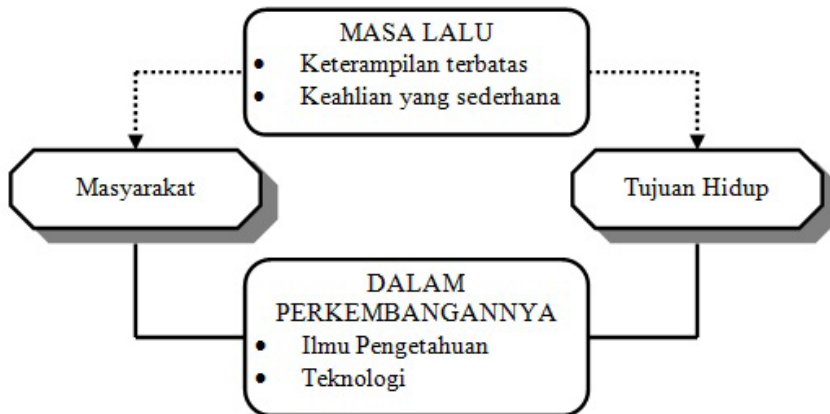 MASA LALU
• Keterampilan terbatas
• Keahlian yang sederhana
Masyarakat
Tujuan Hidup
DALAM
PERKEMBANGANNYA
• Ilmu Pengetahuan
• Teknologi